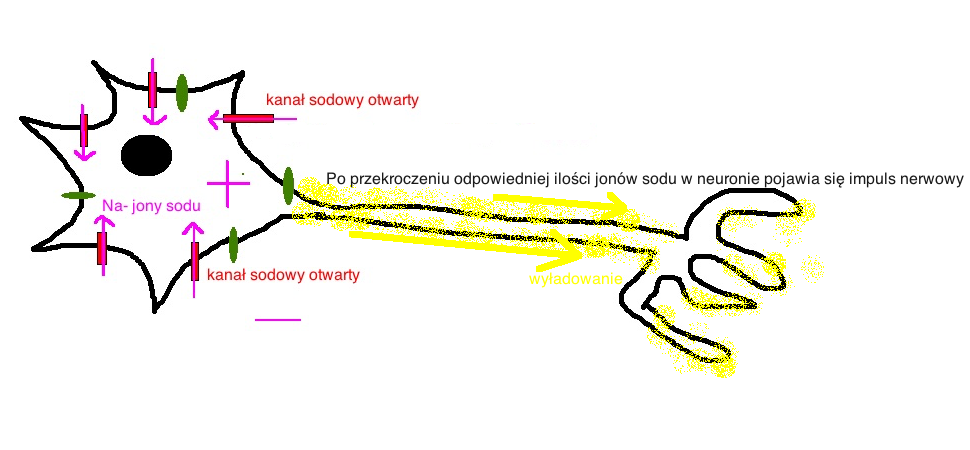 kanał sodowy otwarty
Po przekroczeniu odpowiedniej ilości jonów sodu w neuronie pojawia się impuls nerwowy
Na- jony sodu
kanał sodowy otwarty
wyładowanie